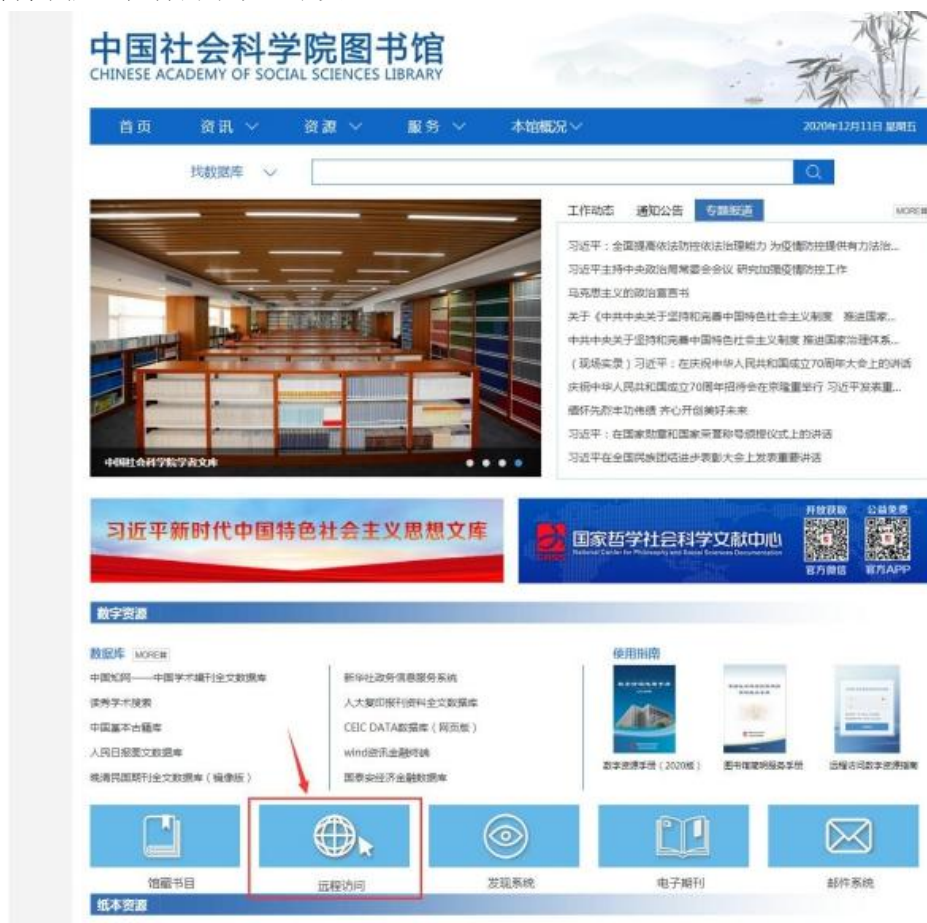 中国社会科学院图书馆
CHINESE ACADEMY OF SOCIAL SCIENCES LIBRARY
首页 资讯 资源 服务 本馆概况 2020年12月11日 星期五
找数据库
工作动态 通知公告 专题报道 MORE
习近平：全面提高依法防控依法治理能力 为疫情防控提供有力法治...
习近平主持中央政治局常委会会议 研究加强疫情防控工作
马克思主义的政治宣言书
关于《中共中央关于坚持和完善中国特色社会主义制度 推进国家...
中共中央关于坚持和完善中国特色社会主义制度 推进国家治理体系...
（现场实录）习近平：在庆祝中华人民共和国成立70周年大会上的讲话
庆祝中华人民共和国成立70周年招待会在京隆重举行 习近平发表重...
缅怀先烈丰功伟绩 齐心开创美好未来
习近平：在国家勋章和国家荣誉称号颁授仪式上的讲话
习近平在全国民族团结进步表彰大会上发表重要讲话
中国社会科学院学者文库
习近平新时代中国特色社会主义思想文库
国家哲学社会科学文献中心
National Center for Philosophy and Social Sciences Documentation
开放获取 公益免费
官方微信 官方APP
数字资源
数据库 MORE
中国知网——中国学术期刊全文数据库
读秀学术搜索
中国基本古籍库
人民日报图文数据库
晚清民国期刊全文数据库（镜像版）
新华社政务信息服务系统
人大复印报刊资料全文数据库
CEIC DATA数据库（网页版）
wind资讯金融终端
国泰安经济金融数据库
使用指南
数字资源手册（2020版） 图书馆简明服务手册 远程访问数字资源指南
馆藏书目 远程访问 发现系统 电子期刊 邮件系统
纸本资源